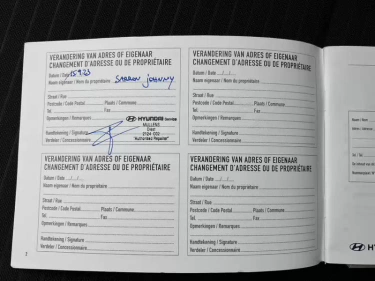 VERANDERING VAN ADRES OF EIGENAAR
CHANGEMENT D'ADRESSE OU DE PROPRIÉTAIRE
Datum / Date 15.9.23
Naam eigenaar / Nom du propriétaire JOHNNY
Straat / Rue
Postcode / Code Postal Plaats / Commune
Tel. Fax
Opmerkingen / Remarques HYUNDAI Service
MULLENS
Diest
Handtekening / Signature
Verdeler / Concessionnaire "Authorised Repairer"
VERANDERING VAN ADRES OF EIGENAAR
CHANGEMENT D'ADRESSE OU DE PROPRIÉTAIRE
Datum / Date .../.../...
Naam eigenaar / Nom du propriétaire
Straat / Rue
Postcode / Code Postal Plaats / Commune
Tel. Fax
Opmerkingen / Remarques
Handtekening / Signature
Verdeler / Concessionnaire
VERANDERING VAN ADRES OF EIGENAAR
CHANGEMENT D'ADRESSE OU DE PROPRIÉTAIRE
Datum / Date .../.../...
Naam eigenaar / Nom du propriétaire
Straat / Rue
Postcode / Code Postal Plaats / Commune
Tel. Fax
Opmerkingen / Remarques
Handtekening / Signature
Verdeler / Concessionnaire
VERANDERING VAN ADRES OF EIGENAAR
CHANGEMENT D'ADRESSE OU DE PROPRIÉTAIRE
Datum / Date .../.../...
Naam eigenaar / Nom du propriétaire
Straat / Rue
Postcode / Code Postal Plaats / Commune
Tel. Fax
Opmerkingen / Remarques
Handtekening / Signature
Verdeler / Concessionnaire
2